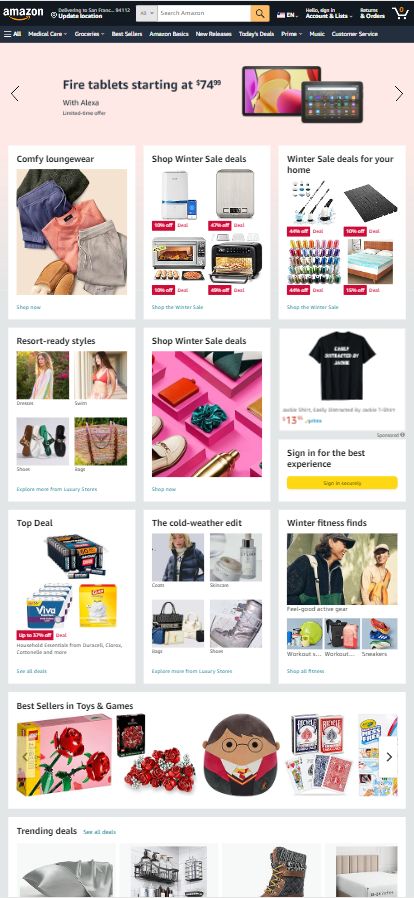 amazon
Delivering to San Franc... 94112
Update location
All
Search Amazon
EN
Hello, sign in
Account & Lists
Returns
& Orders
0
All
Medical Care
Groceries
Best Sellers
Amazon Basics
New Releases
Today's Deals
Prime
Music
Customer Service
Fire tablets starting at $74.99
With Alexa
Limited-time offer
Comfy loungewear
Shop now
Shop Winter Sale deals
10% off Deal
47% off Deal
10% off Deal
45% off Deal
Shop the Winter Sale
Winter Sale deals for your
home
44% off Deal
10% off Deal
44% off Deal
15% off Deal
Shop the Winter Sale
Resort-ready styles
Dresses
Swim
Shoes
Bags
Explore more from Luxury Stores
Shop Winter Sale deals
Shop now
EASILY
DISTRACTED BY
JACKIE
Jackie Shirt, Easily Distracted by Jackie T-Shirt
prime
Sponsored
Sign in for the best
experience
Sign in securely
Top Deal
Viva
GLAD
Up to 37% off Deal
Household Essentials from Duracell, Clorox,
Cottonelle and more
See all deals
The cold-weather edit
Coats
Skincare
Bags
Shoes
Explore more from Luxury Stores
Winter fitness finds
Feel-good active gear
Workout s...
Workout...
Sneakers
Shop all fitness
Best Sellers in Toys & Games
BICYCLE
BICYCLE
Crayola
MESS
FREE
Trending deals
See all deals